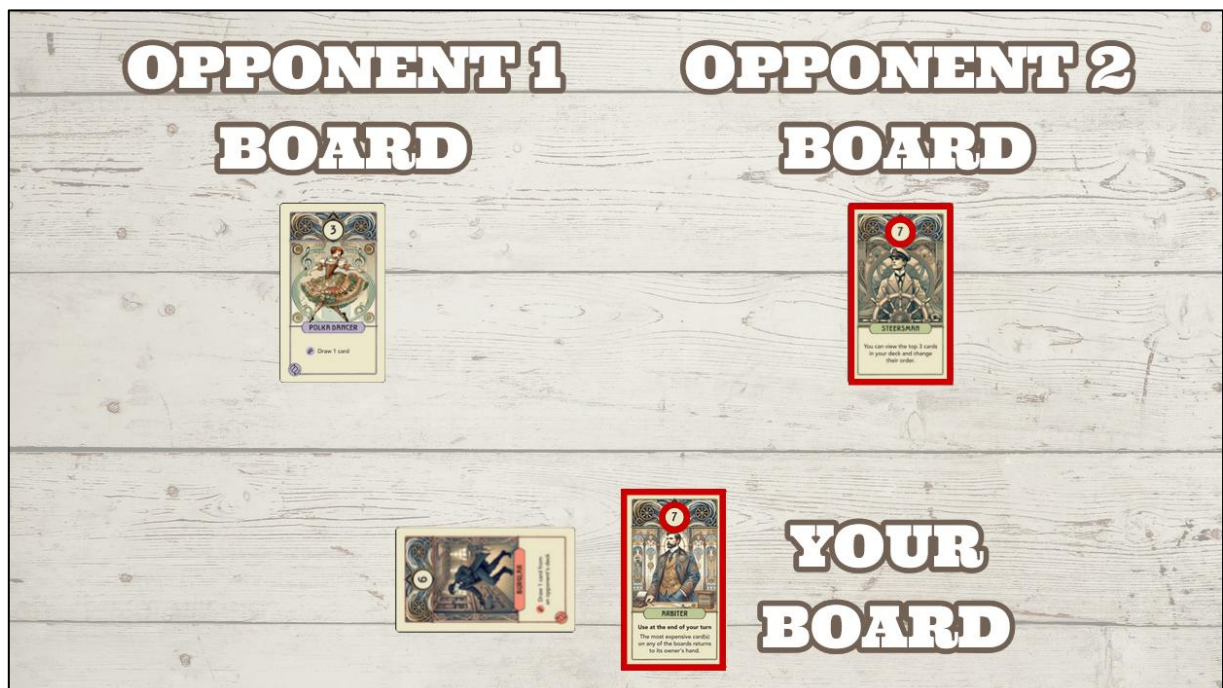 OPPONENT 1
BOARD
OPPONENT 2
BOARD
3
POLKA DANCER
Draw 1 card
7
STEERSMAN
You can view the top 3 cards
in your deck and change
their order.
6
BURGLAR
Draw 1 card from
an opponent's deck
7
ARBITER
Use at the end of your turn
The most expensive card(s)
on any of the boards returns
to its owner's hand.
YOUR
BOARD